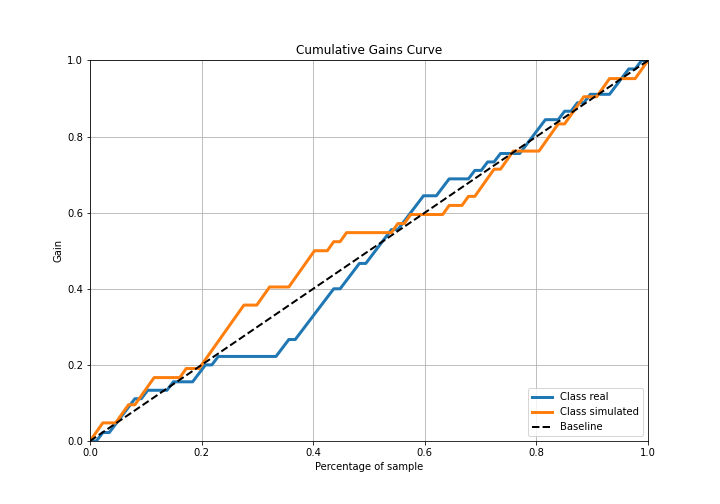 Cumulative Gains Curve
1.0
0.8
0.6
0.4
0.2
0.0
Gain
0.0 0.2 0.4 0.6 0.8 1.0
Percentage of sample
Class real
Class simulated
Baseline